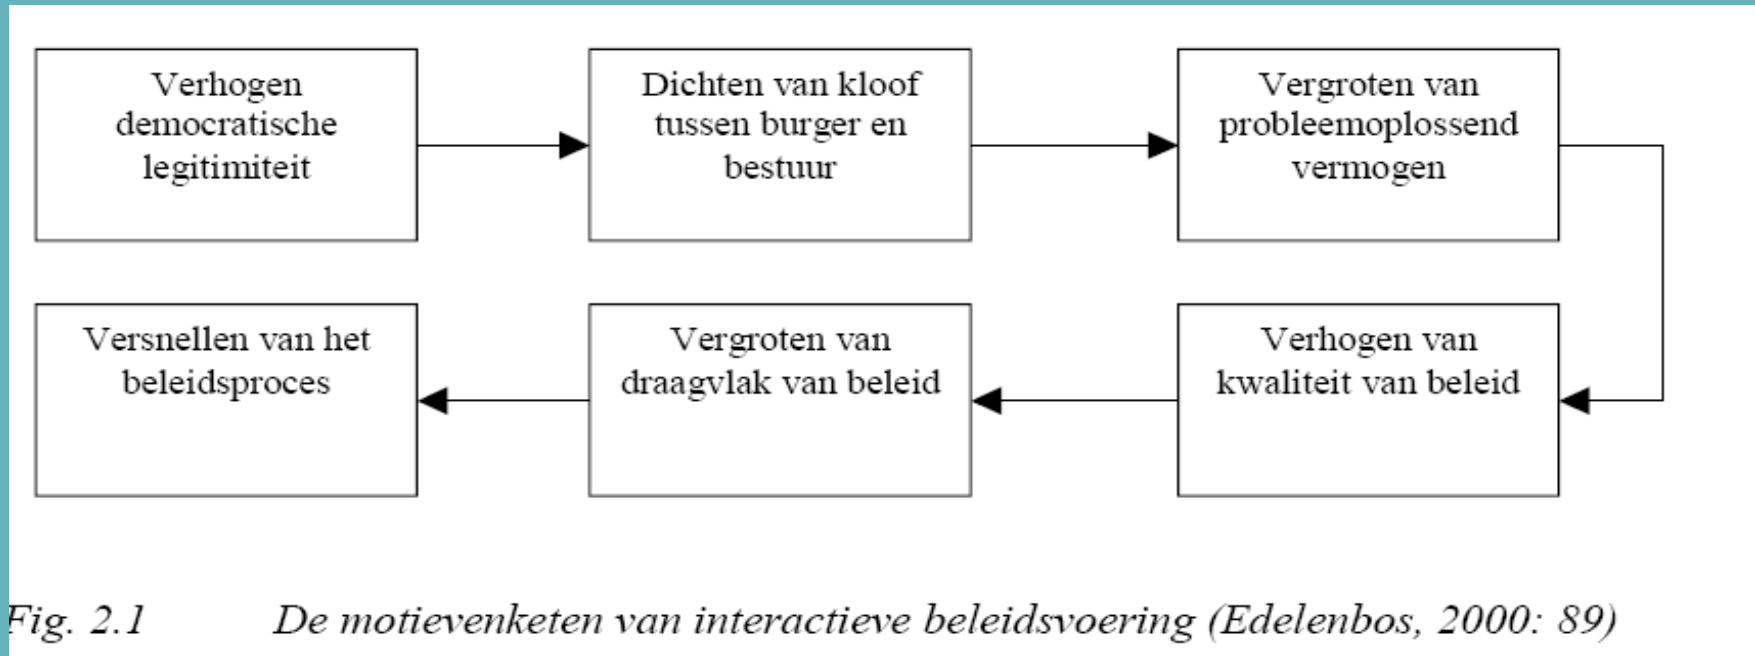 Verhogen
democratische
legitimiteit
Dichten van kloof
tussen burger en
bestuur
Vergroten van
probleemoplossend
vermogen
Versnellen van het
beleidsproces
Vergroten van
draagvlak van beleid
Verhogen van
kwaliteit van beleid
Fig. 2.1 De motievenketen van interactieve beleidsvoering (Edelenbos, 2000: 89)